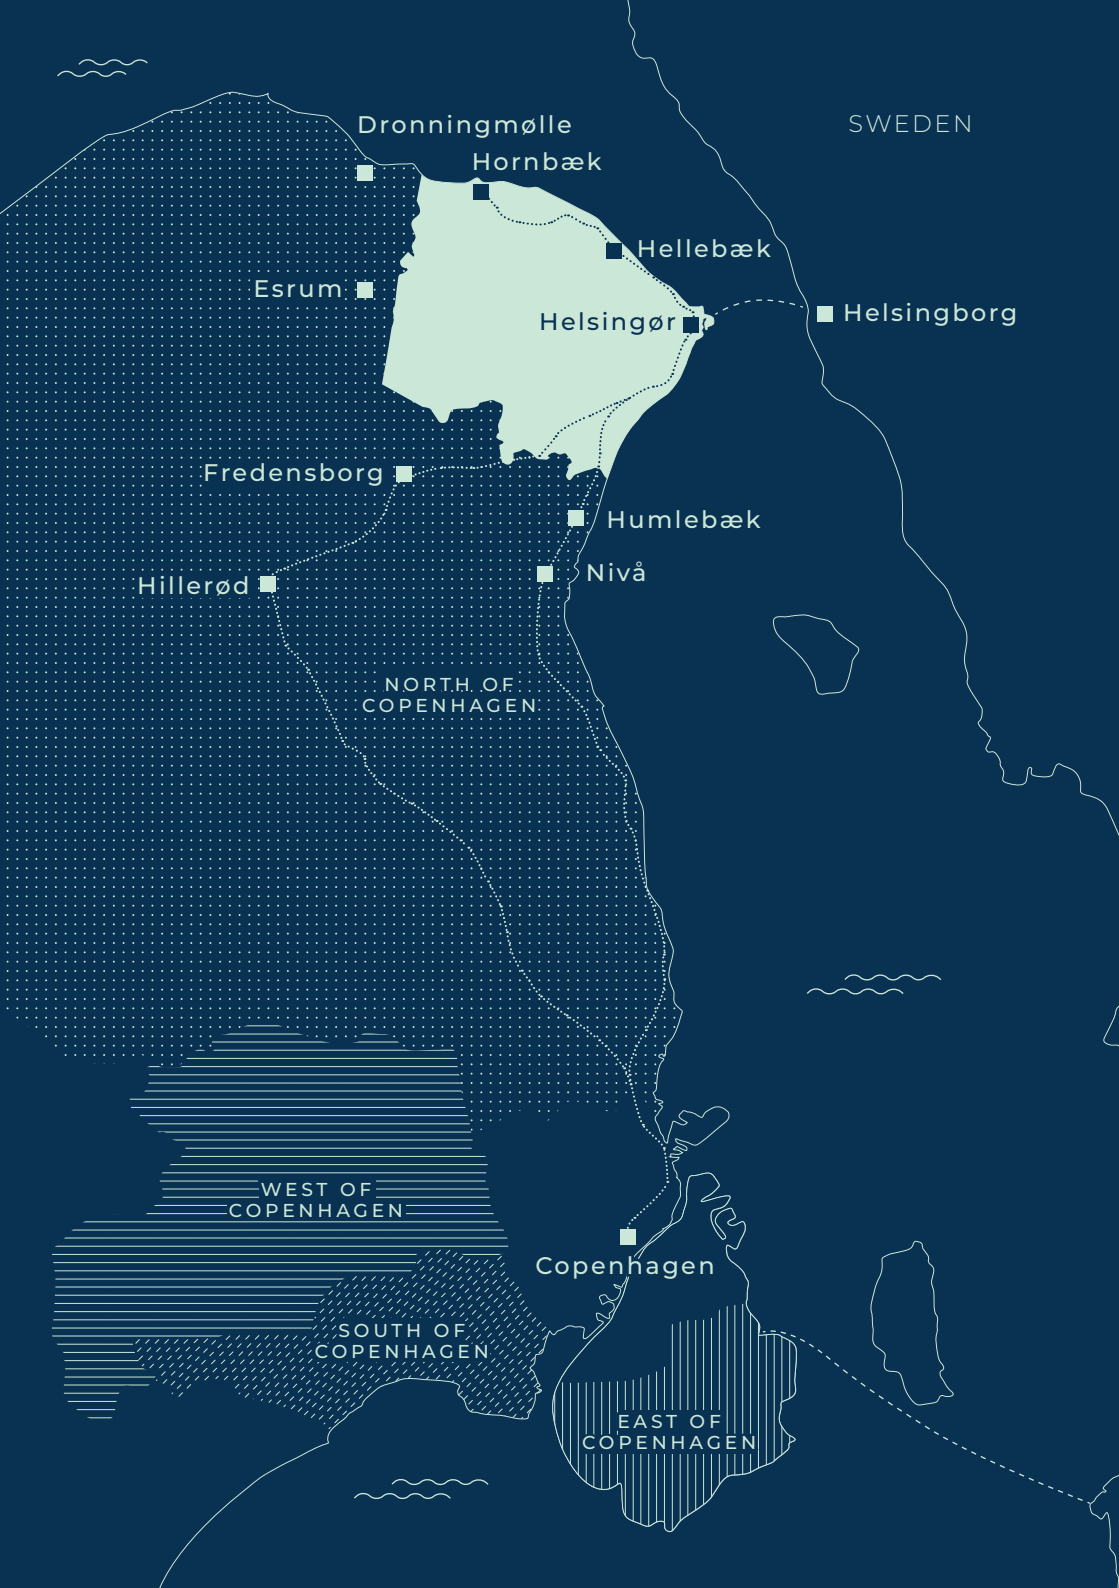 SWEDEN
Dronningmølle
Hornbæk
Hellebæk
Esrum
Helsingør
Helsingborg
Fredensborg
Humlebæk
Nivå
Hillerød
NORTH OF
COPENHAGEN
WEST OF
COPENHAGEN
Copenhagen
SOUTH OF
COPENHAGEN
EAST OF
COPENHAGEN